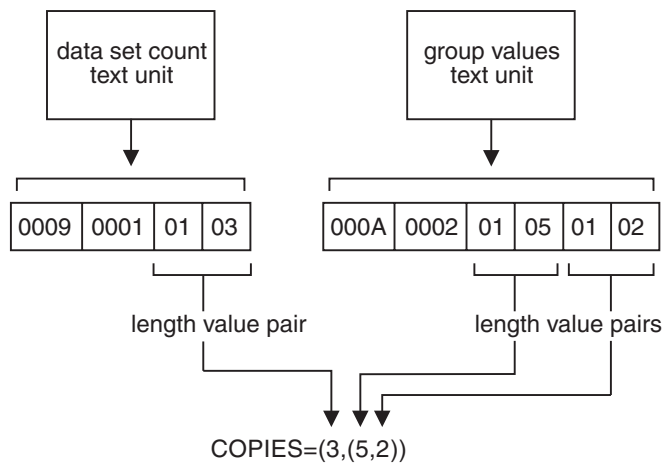 data set count
text unit
group values
text unit
0009 0001 01 03
000A 0002 01 05 01 02
length value pair
length value pairs
COPIES=(3,(5,2))